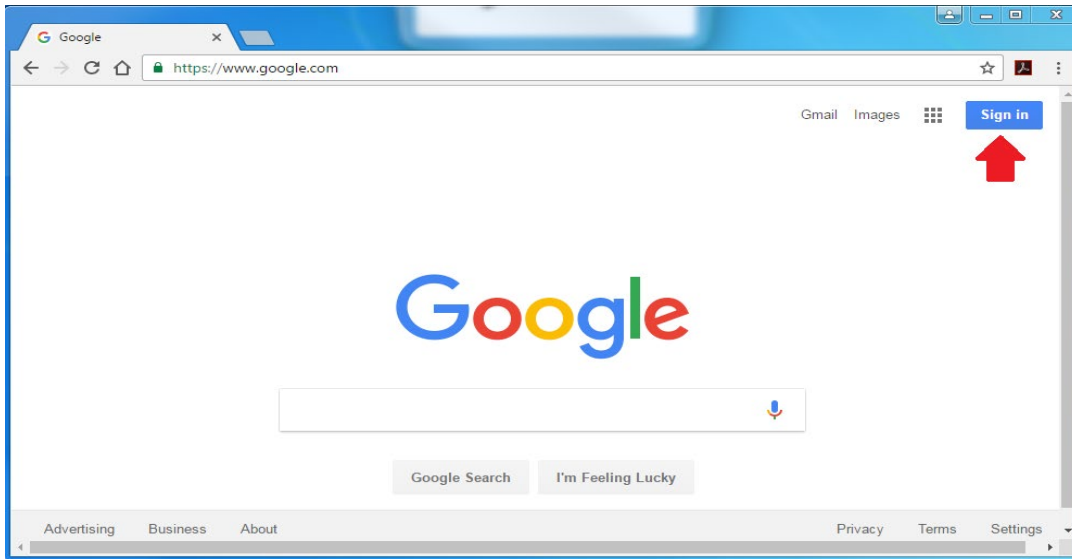 Google
https://www.google.com
Gmail Images Sign in
Google
Google Search I'm Feeling Lucky
Advertising Business About Privacy Terms Settings